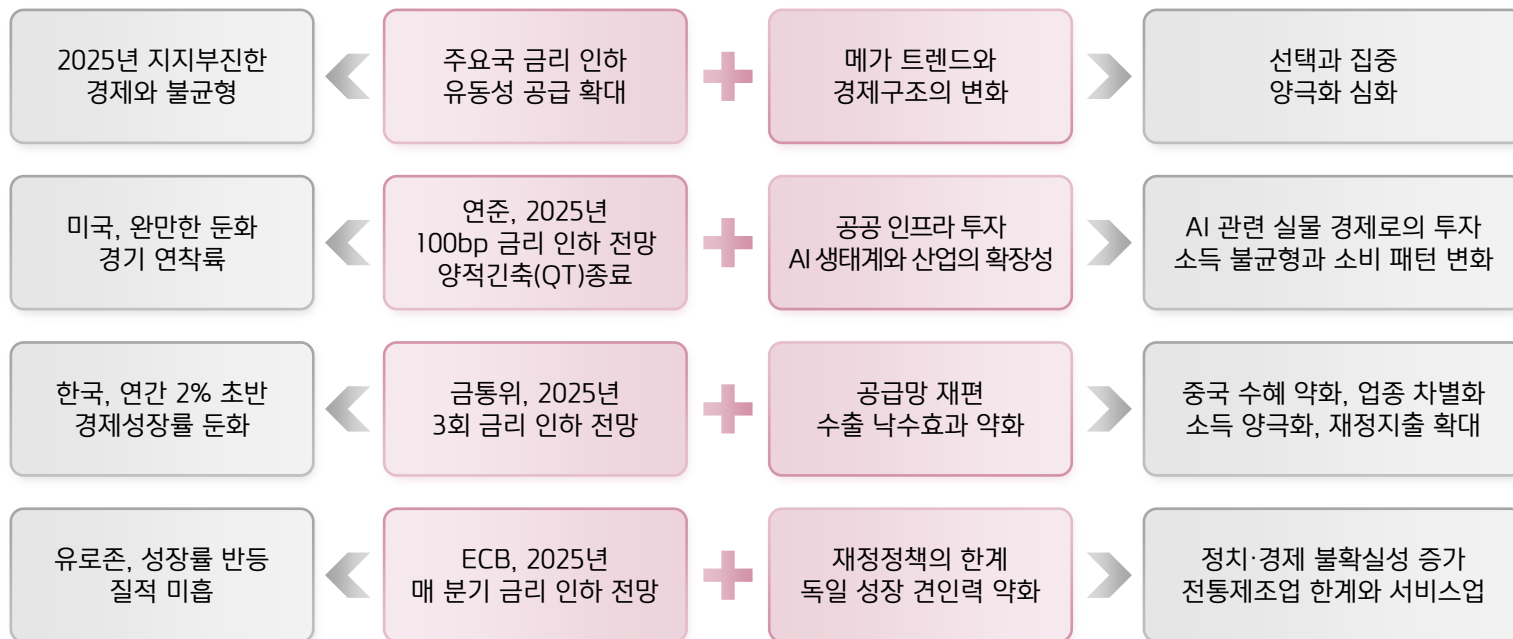 2025년 지지부진한
경제와 불균형
주요국 금리 인하
유동성 공급 확대
메가 트렌드와
경제구조의 변화
선택과 집중
양극화 심화
미국, 완만한 둔화
경기 연착륙
연준, 2025년
100bp 금리 인하 전망
양적긴축(QT)종료
공공 인프라 투자
AI 생태계와 산업의 확장성
AI 관련 실물 경제로의 투자
소득 불균형과 소비 패턴 변화
한국, 연간 2% 초반
경제성장률 둔화
금통위, 2025년
3회 금리 인하 전망
공급망 재편
수출 낙수효과 약화
중국 수혜 약화, 업종 차별화
소득 양극화, 재정지출 확대
유로존, 성장률 반등
질적 미흡
ECB, 2025년
매 분기 금리 인하 전망
재정정책의 한계
독일 성장 견인력 약화
정치·경제 불확실성 증가
전통제조업 한계와 서비스업